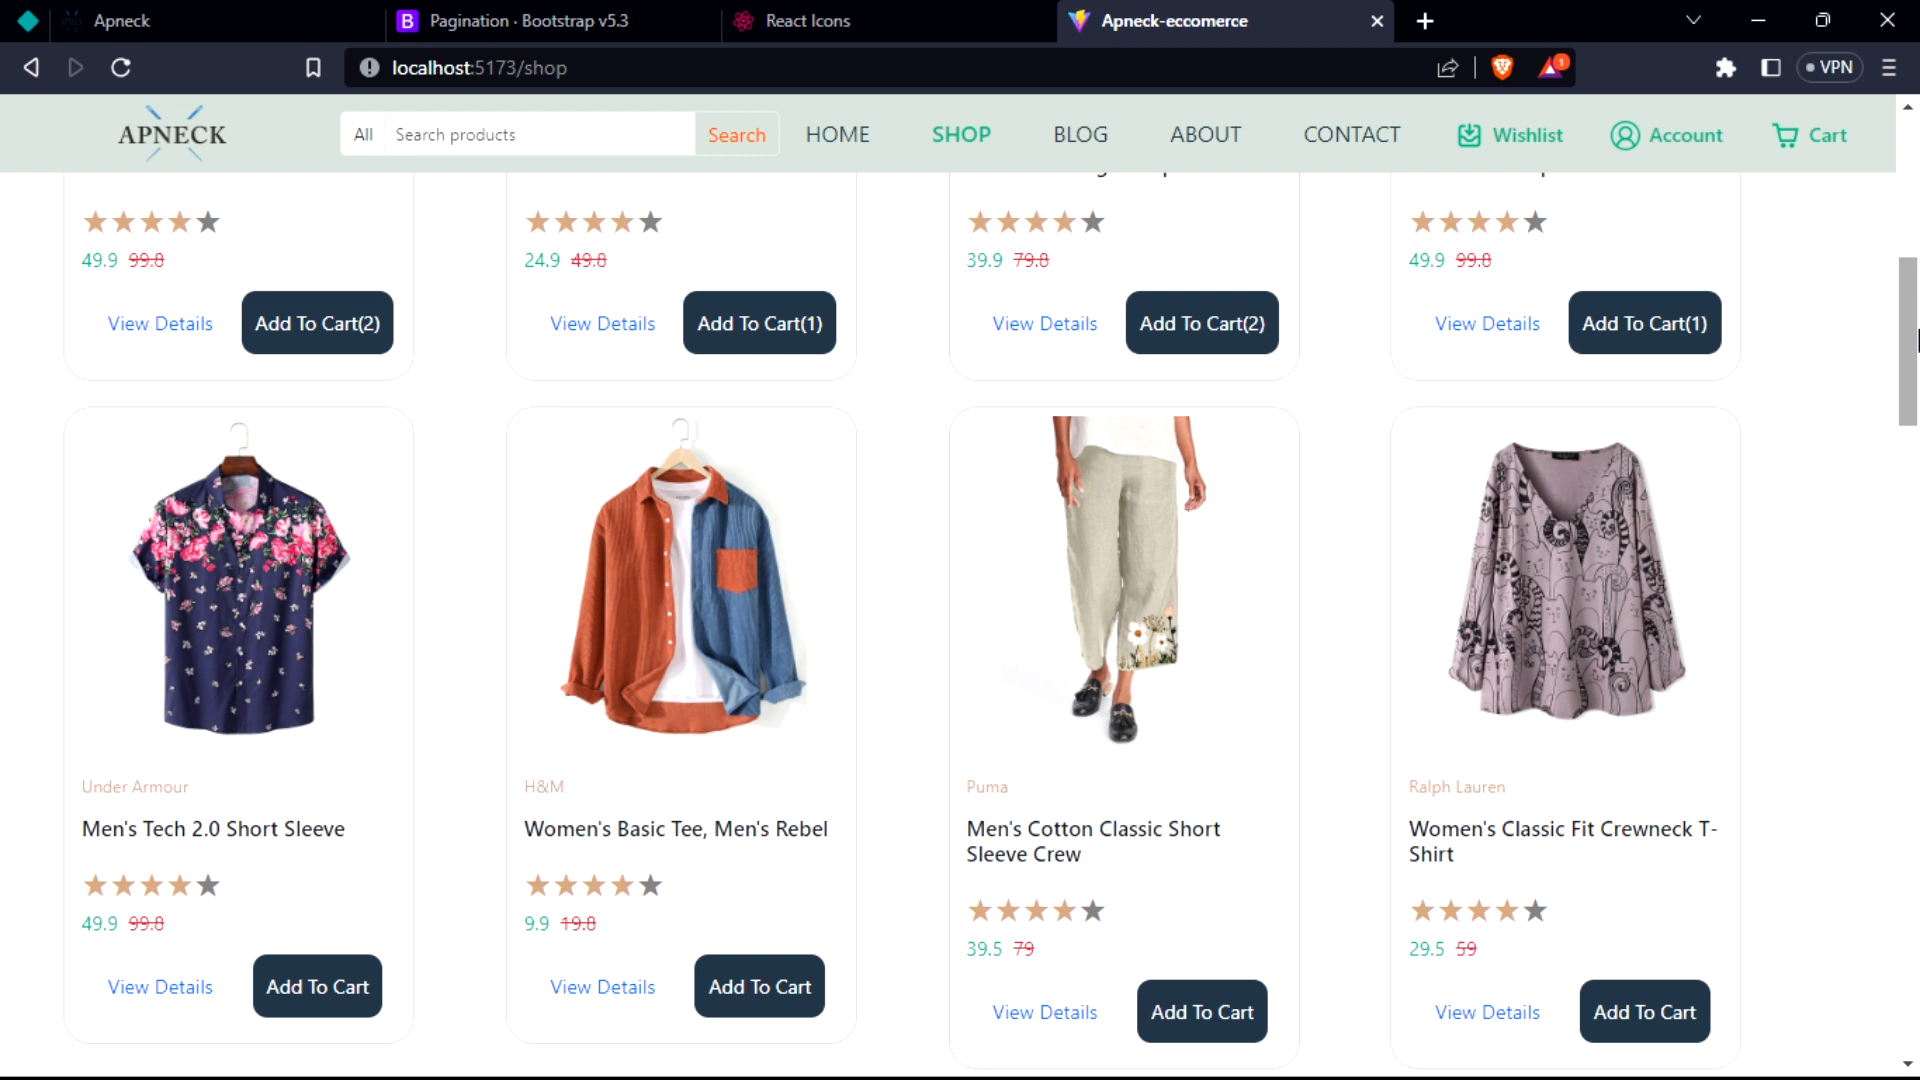 Apneck
Pagination · Bootstrap v5.3
React Icons
Apneck-eccomerce
localhost:5173/shop
1
VPN
APNECK
All
Search products
Search
HOME
SHOP
BLOG
ABOUT
CONTACT
Wishlist
Account
Cart
49.9 99.8
24.9 49.8
39.9 79.8
49.9 99.8
View Details
Add To Cart(2)
View Details
Add To Cart(1)
View Details
Add To Cart(2)
View Details
Add To Cart(1)
Under Armour
Men's Tech 2.0 Short Sleeve
49.9 99.8
View Details
Add To Cart
H&M
Women's Basic Tee, Men's Rebel
9.9 19.8
View Details
Add To Cart
Puma
Men's Cotton Classic Short
Sleeve Crew
39.5 79
View Details
Add To Cart
Ralph Lauren
Women's Classic Fit Crewneck T-
Shirt
29.5 59
View Details
Add To Cart